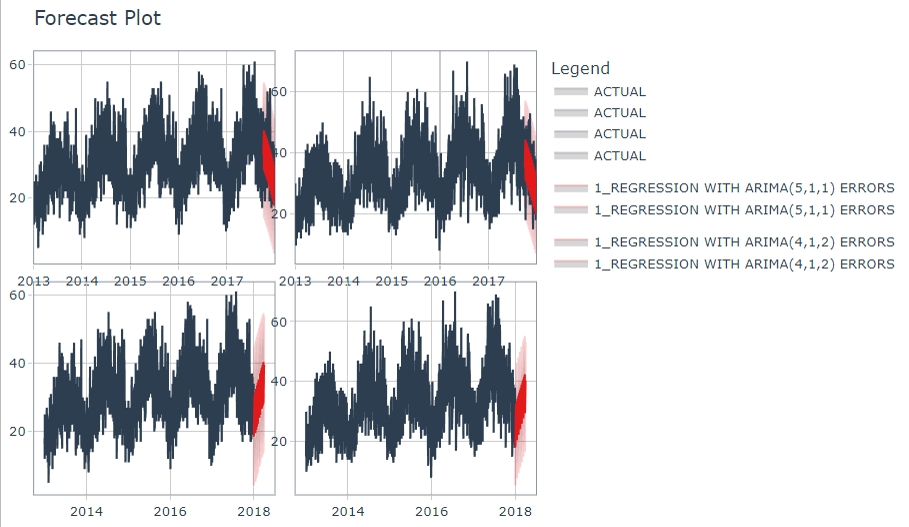 Forecast Plot
60
40
20
60
40
20
Legend
ACTUAL
ACTUAL
ACTUAL
ACTUAL
1_REGRESSION WITH ARIMA(5,1,1) ERRORS
1_REGRESSION WITH ARIMA(5,1,1) ERRORS
1_REGRESSION WITH ARIMA(4,1,2) ERRORS
1_REGRESSION WITH ARIMA(4,1,2) ERRORS
2013 2014 2015 2016 2017
2013 2014 2015 2016 2017
60
40
20
60
40
20
2014 2016 2018
2014 2016 2018